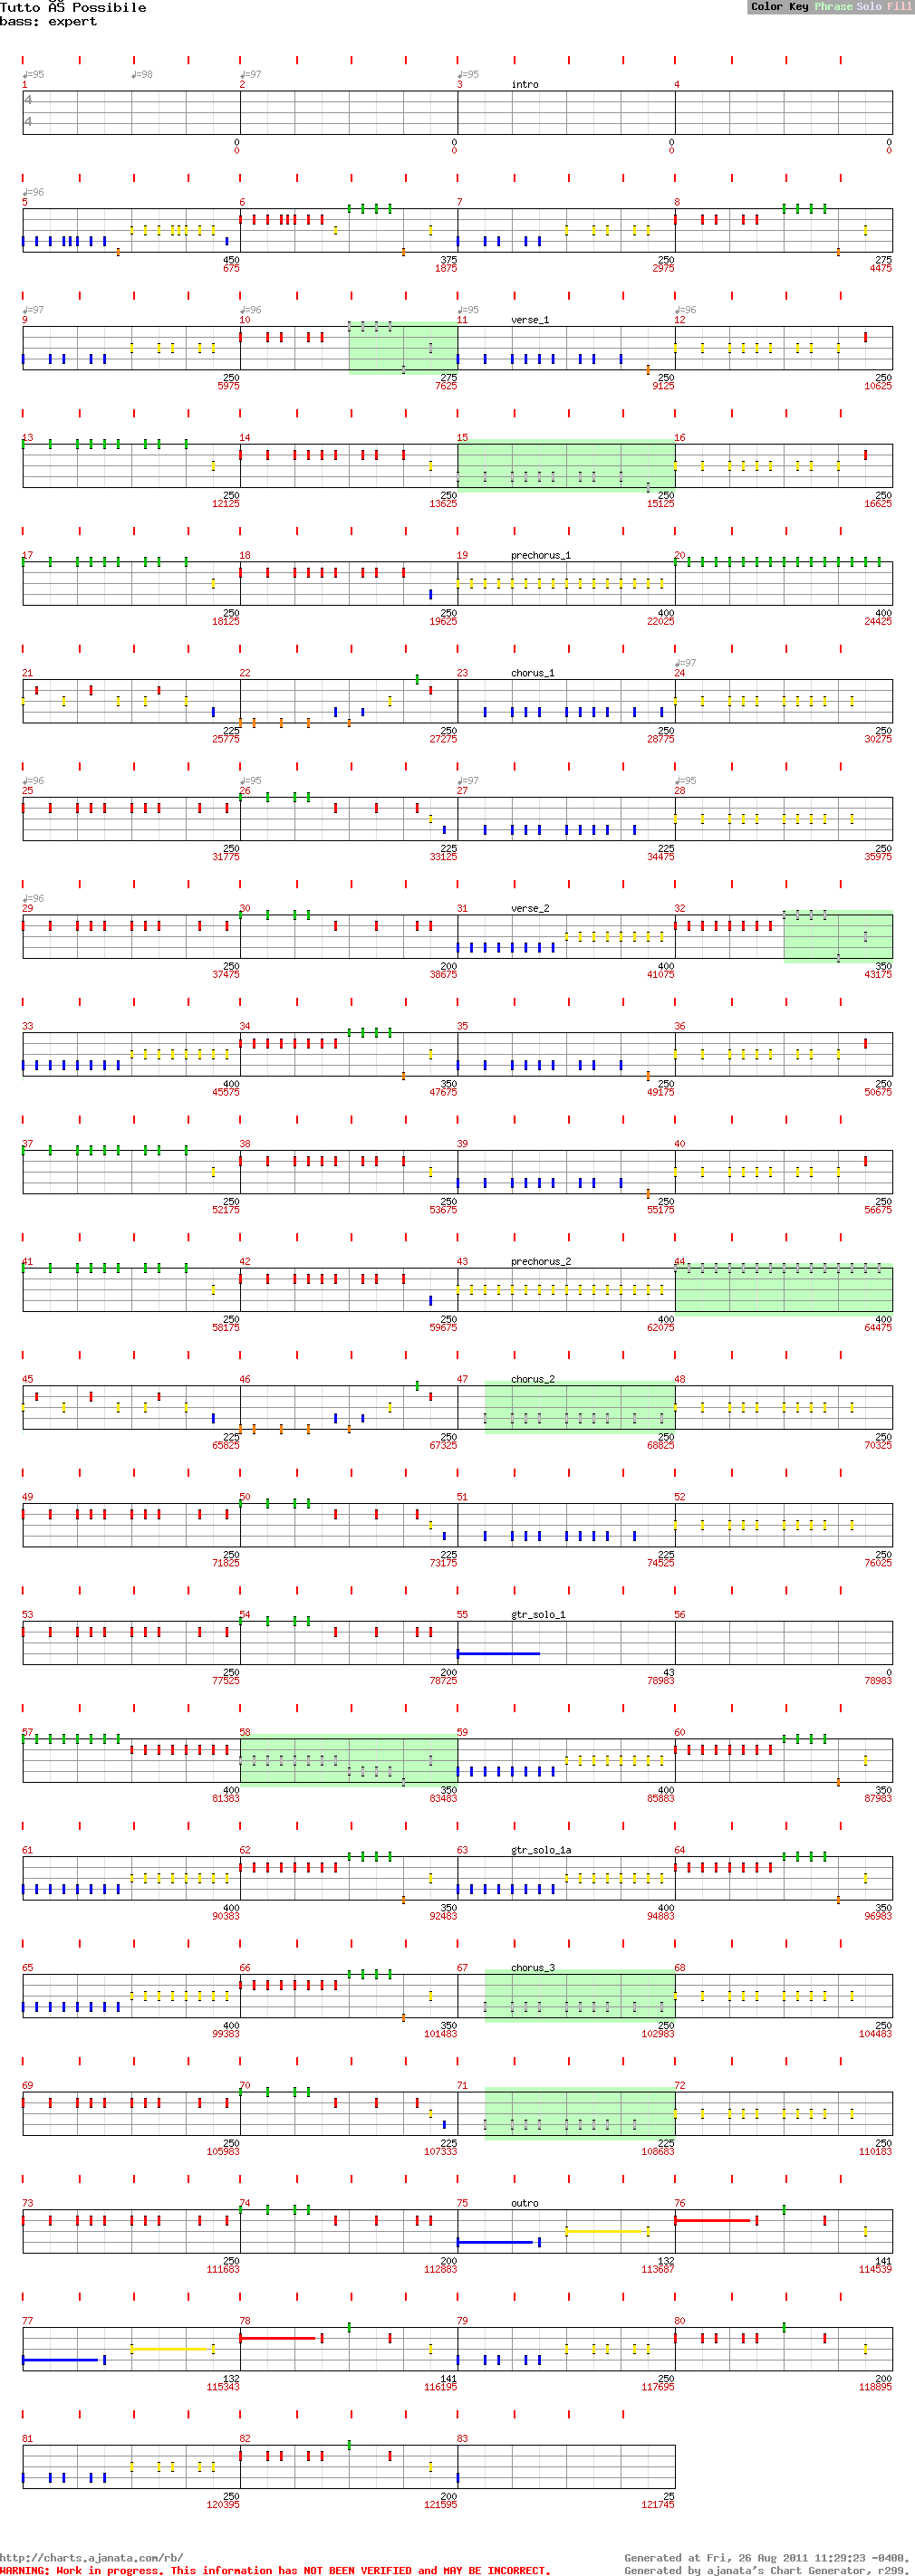 Tutto ÃŠ Possibile
bass: expert
Color Key Phrase Solo Fill
♩=95 ♩=98 ♩=97 ♩=95
1 2 3 intro 4
4
4
0 0 0 0
0 0 0 0
♩=96
5 6 7 8
450 375 250 275
675 1875 2975 4475
♩=97 ♩=96 ♩=95 ♩=96
9 10 11 verse_1 12
250 275 250 250
5975 7625 9125 10625
13 14 15 16
250 250 250 250
12125 13625 15125 16625
17 18 19 prechorus_1 20
250 250 400 400
18125 19625 22025 24425
♩=97
21 22 23 chorus_1 24
225 250 250 250
25775 27275 28775 30275
♩=96 ♩=95 ♩=97 ♩=95
25 26 27 28
250 225 225 250
31775 33125 34475 35975
♩=96
29 30 31 verse_2 32
250 200 400 350
37475 38675 41075 43175
33 34 35 36
400 350 250 250
45575 47675 49175 50675
37 38 39 40
250 250 250 250
52175 53675 55175 56675
41 42 43 prechorus_2 44
250 250 400 400
58175 59675 62075 64475
45 46 47 chorus_2 48
225 250 250 250
65825 67325 68825 70325
49 50 51 52
250 225 225 250
71825 73175 74525 76025
53 54 55 gtr_solo_1 56
250 200 43 0
77525 78725 78983 78983
57 58 59 60
400 350 400 350
81383 83483 85883 87983
61 62 63 gtr_solo_1a 64
400 350 400 350
90383 92483 94883 96983
65 66 67 chorus_3 68
400 350 250 250
99383 101483 102983 104483
69 70 71 72
250 225 225 250
105983 107333 108683 110183
73 74 75 outro 76
250 200 132 141
111683 112883 113687 114539
77 78 79 80
132 141 250 200
115343 116195 117695 118895
81 82 83
250 200 25
120395 121595 121745
http://charts.ajanata.com/rb/
Generated at Fri, 26 Aug 2011 11:29:23 -0400.
WARNING: Work in progress. This information has NOT BEEN VERIFIED and MAY BE INCORRECT.
Generated by ajanata's Chart Generator, r299.